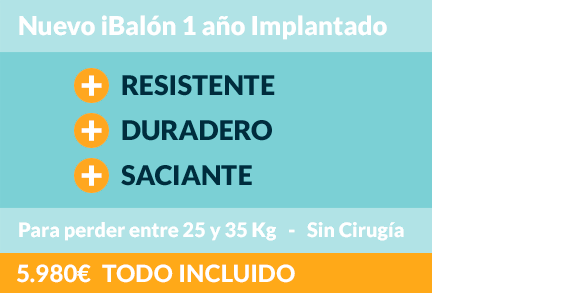 Nuevo iBalón 1 año Implantado
RESISTENTE
DURADERO
SACIANTE
Para perder entre 25 y 35 Kg - Sin Cirugía
5.980€ TODO INCLUIDO